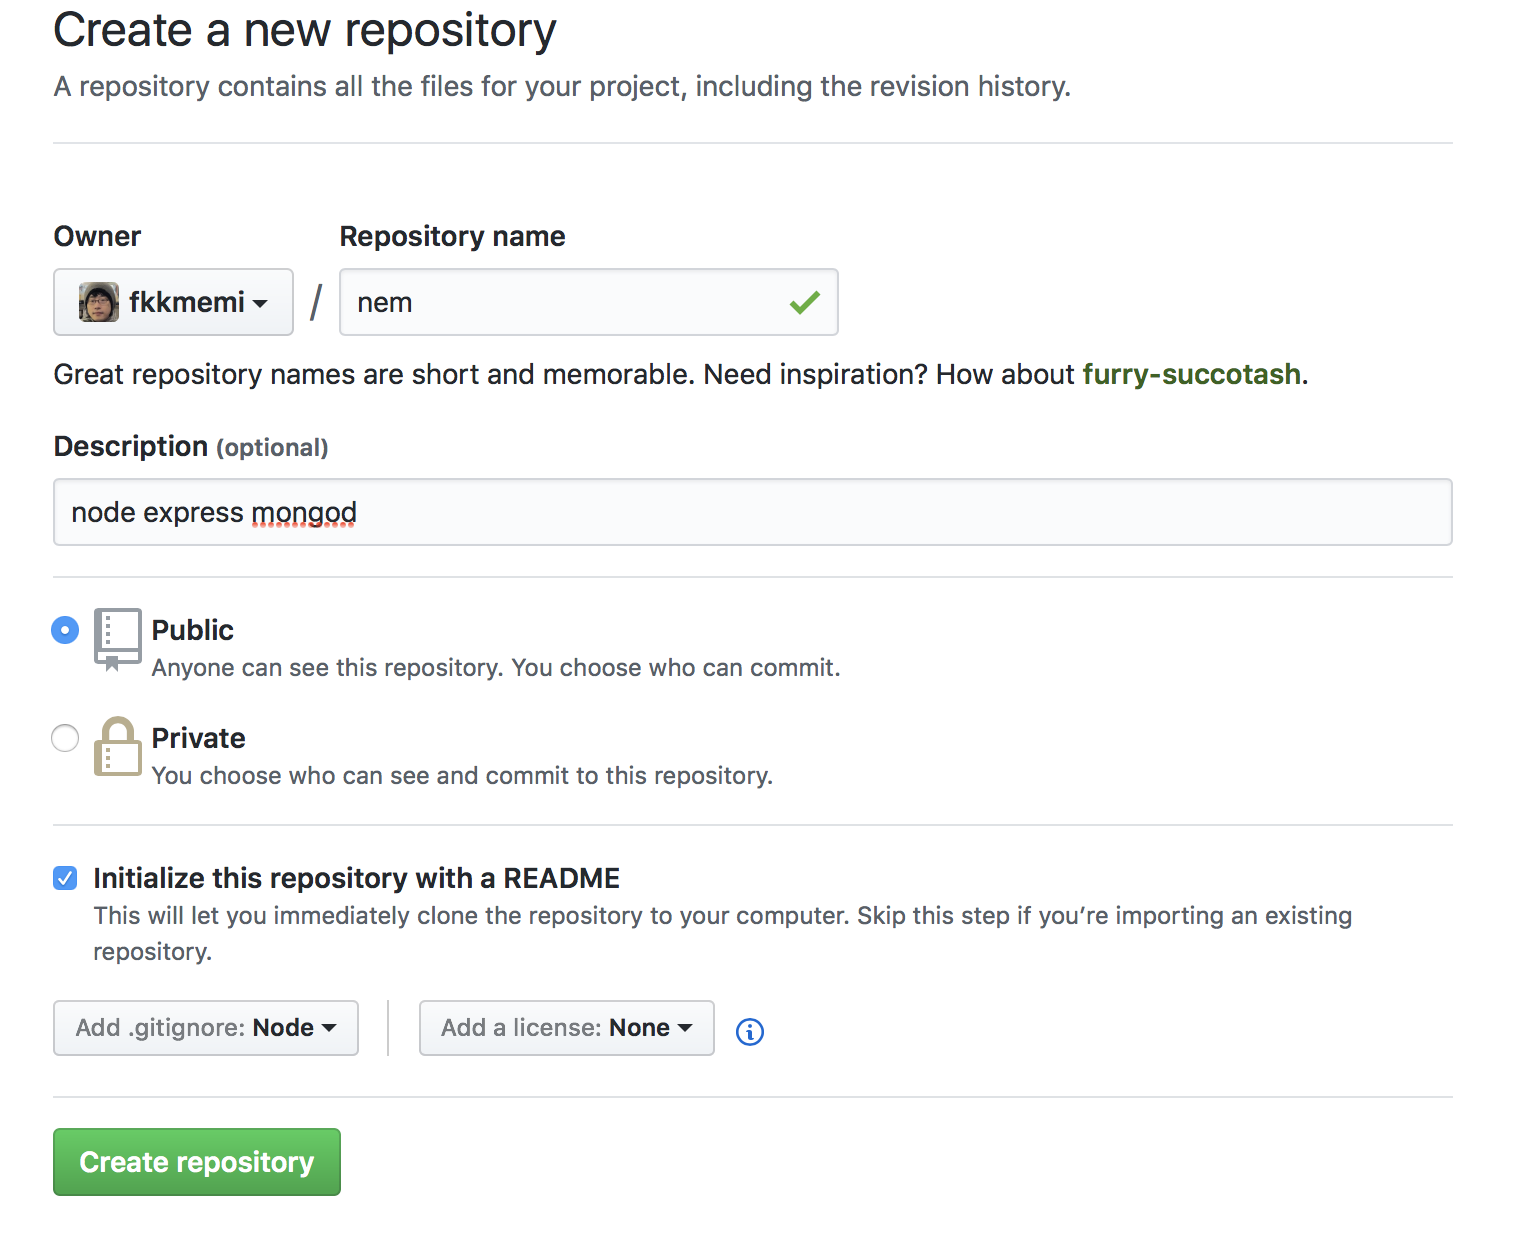 Create a new repository
A repository contains all the files for your project, including the revision history.
Owner
Repository name
fkkmemi
/
nem
Great repository names are short and memorable. Need inspiration? How about furry-succotash.
Description (optional)
node express mongod
Public
Anyone can see this repository. You choose who can commit.
Private
You choose who can see and commit to this repository.
Initialize this repository with a README
This will let you immediately clone the repository to your computer. Skip this step if you’re importing an existing
repository.
Add .gitignore: Node
Add a license: None
Create repository